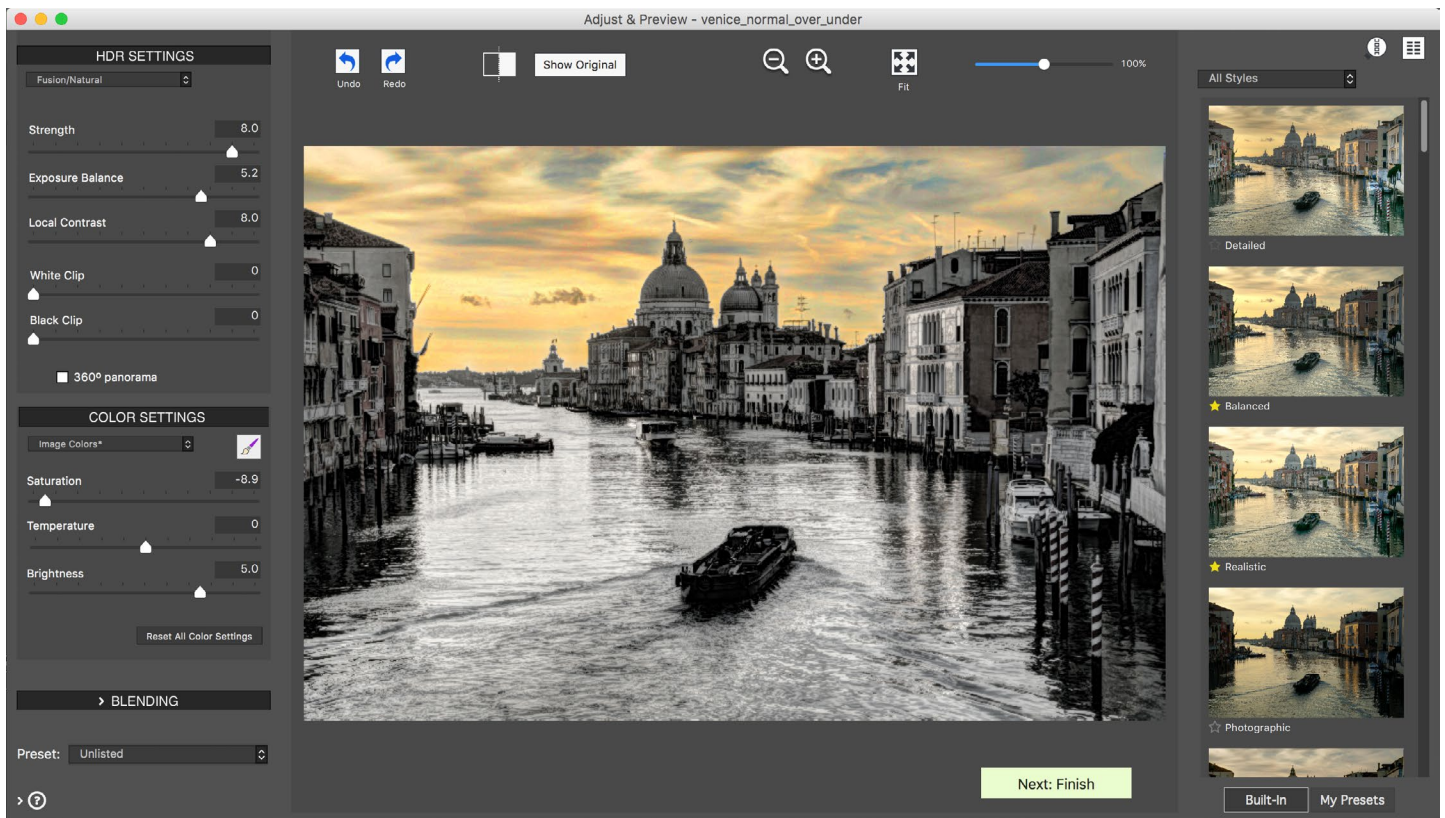 Adjust & Preview - venice_normal_over_under
HDR SETTINGS
Fusion/Natural
Strength 8.0
Exposure Balance 5.2
Local Contrast 8.0
White Clip 0
Black Clip 0
360º panorama
COLOR SETTINGS
Image Colors*
Saturation -8.9
Temperature 0
Brightness 5.0
Reset All Color Settings
> BLENDING
Preset: Unlisted
> ?
Undo
Redo
Show Original
Fit
100%
Next: Finish
All Styles
Detailed
Balanced
Realistic
Photographic
Built-In
My Presets